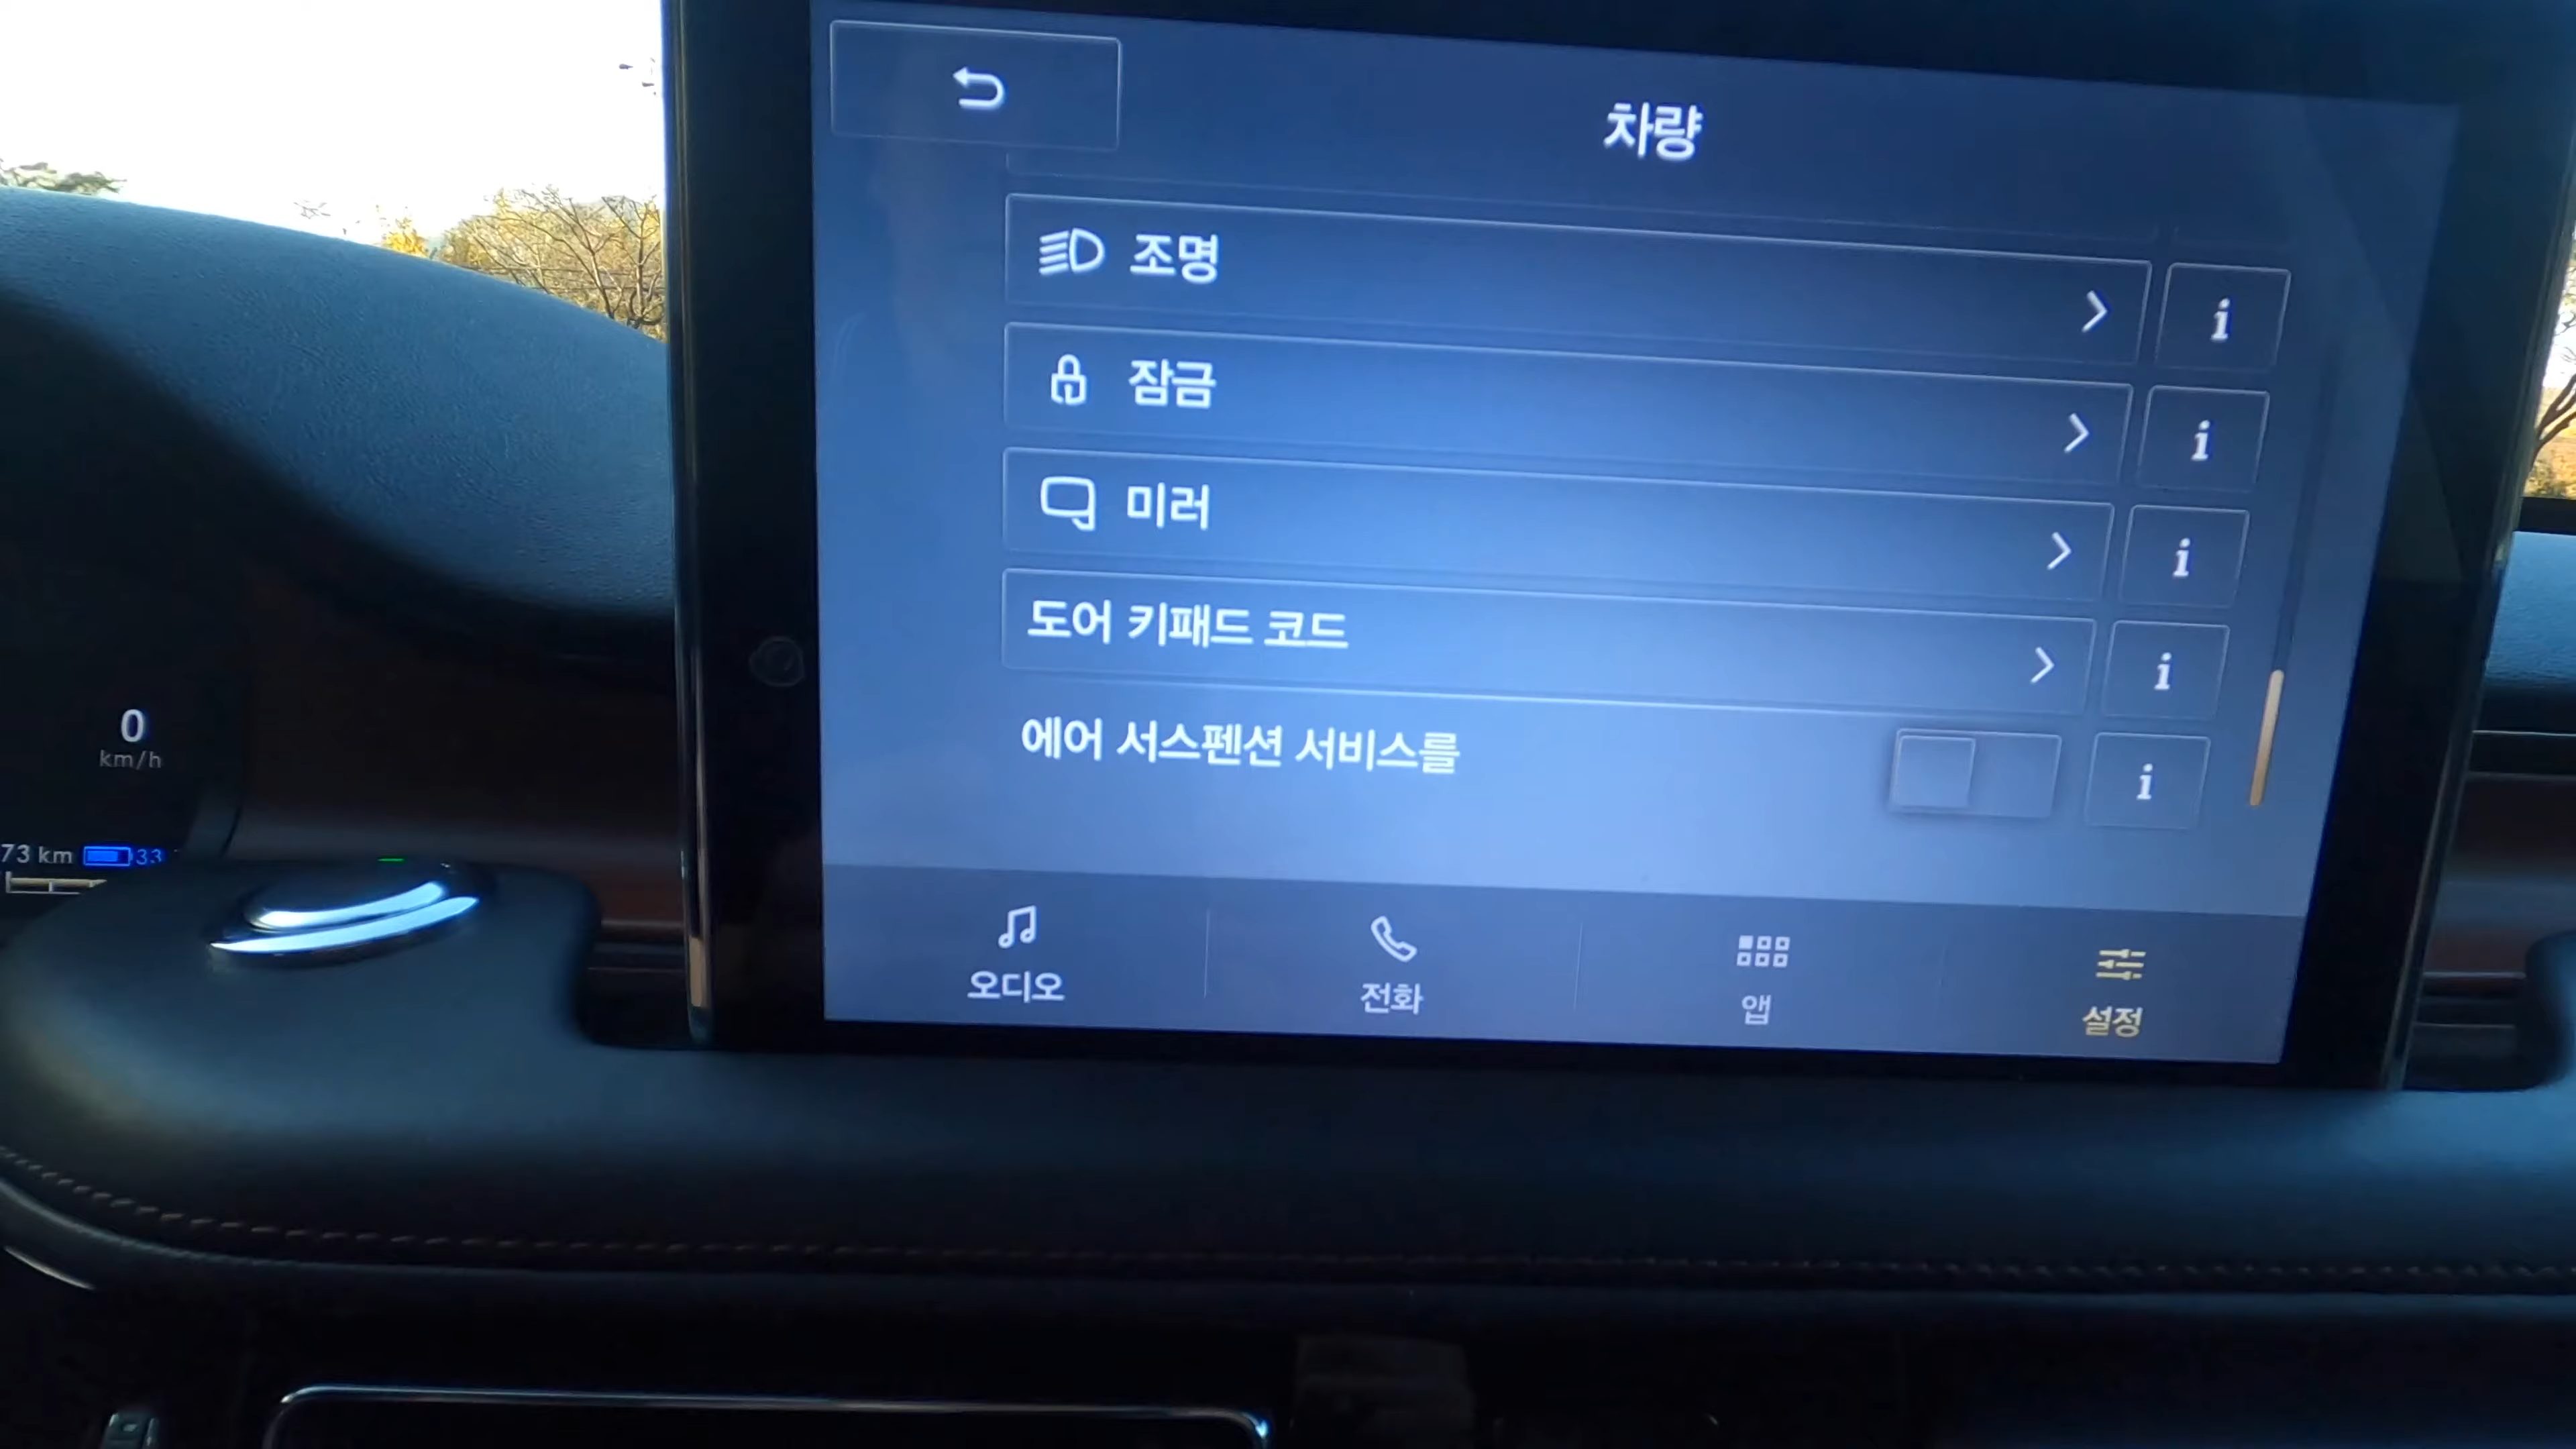 차량
조명
i
잠금
i
미러
i
도어 키패드 코드
i
에어 서스펜션 서비스를
i
0
km/h
73 km 33
오디오
전화
앱
설정